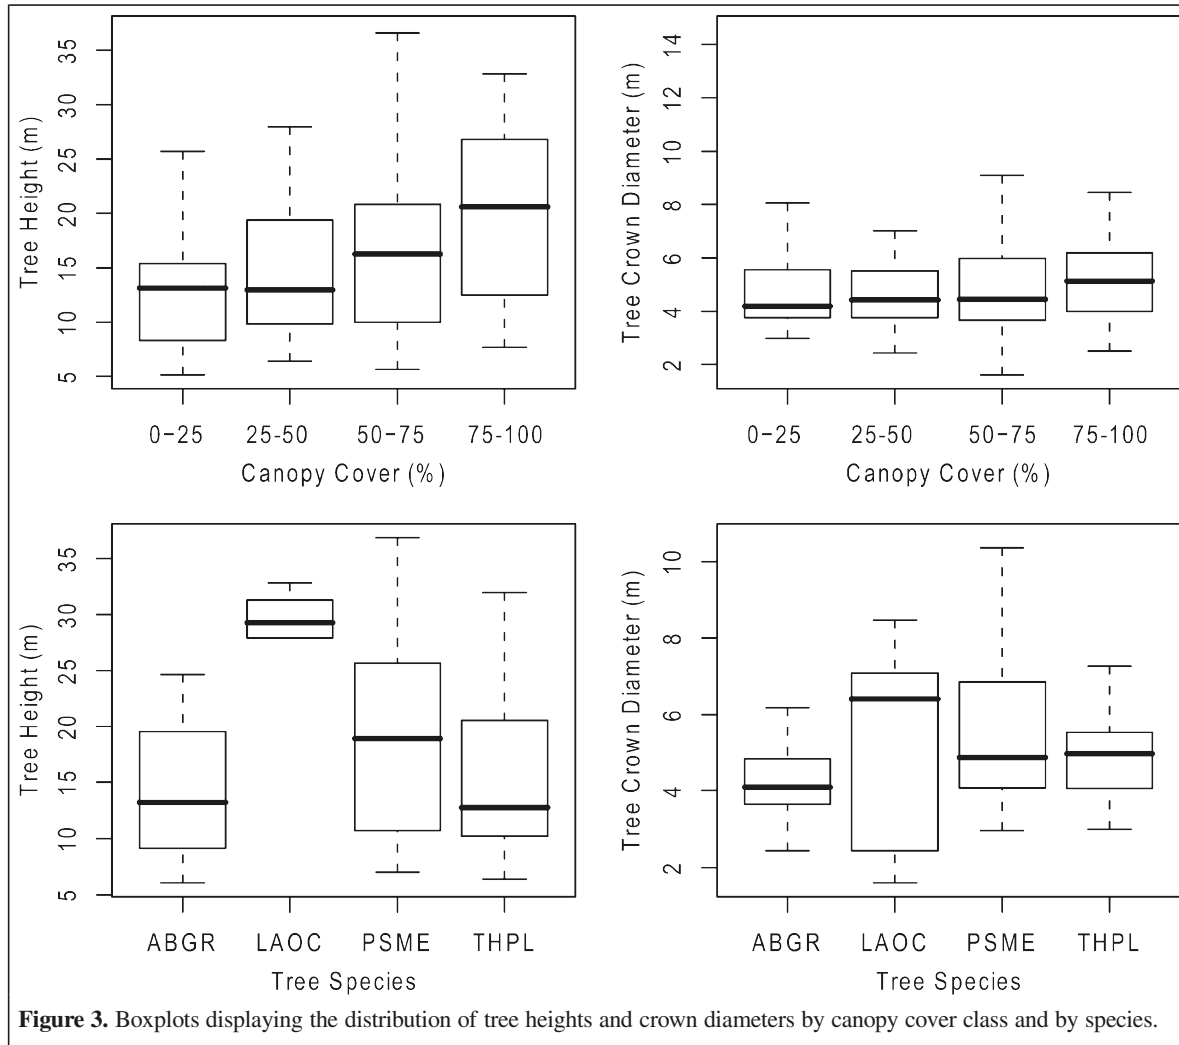 Tree Height (m)
35
30
25
20
15
10
5
0-25 25-50 50-75 75-100
Canopy Cover (%)
Tree Crown Diameter (m)
14
12
10
8
6
4
2
0-25 25-50 50-75 75-100
Canopy Cover (%)
Tree Height (m)
35
30
25
20
15
10
5
ABGR LAOC PSME THPL
Tree Species
Tree Crown Diameter (m)
10
8
6
4
2
ABGR LAOC PSME THPL
Tree Species
Figure 3. Boxplots displaying the distribution of tree heights and crown diameters by canopy cover class and by species.